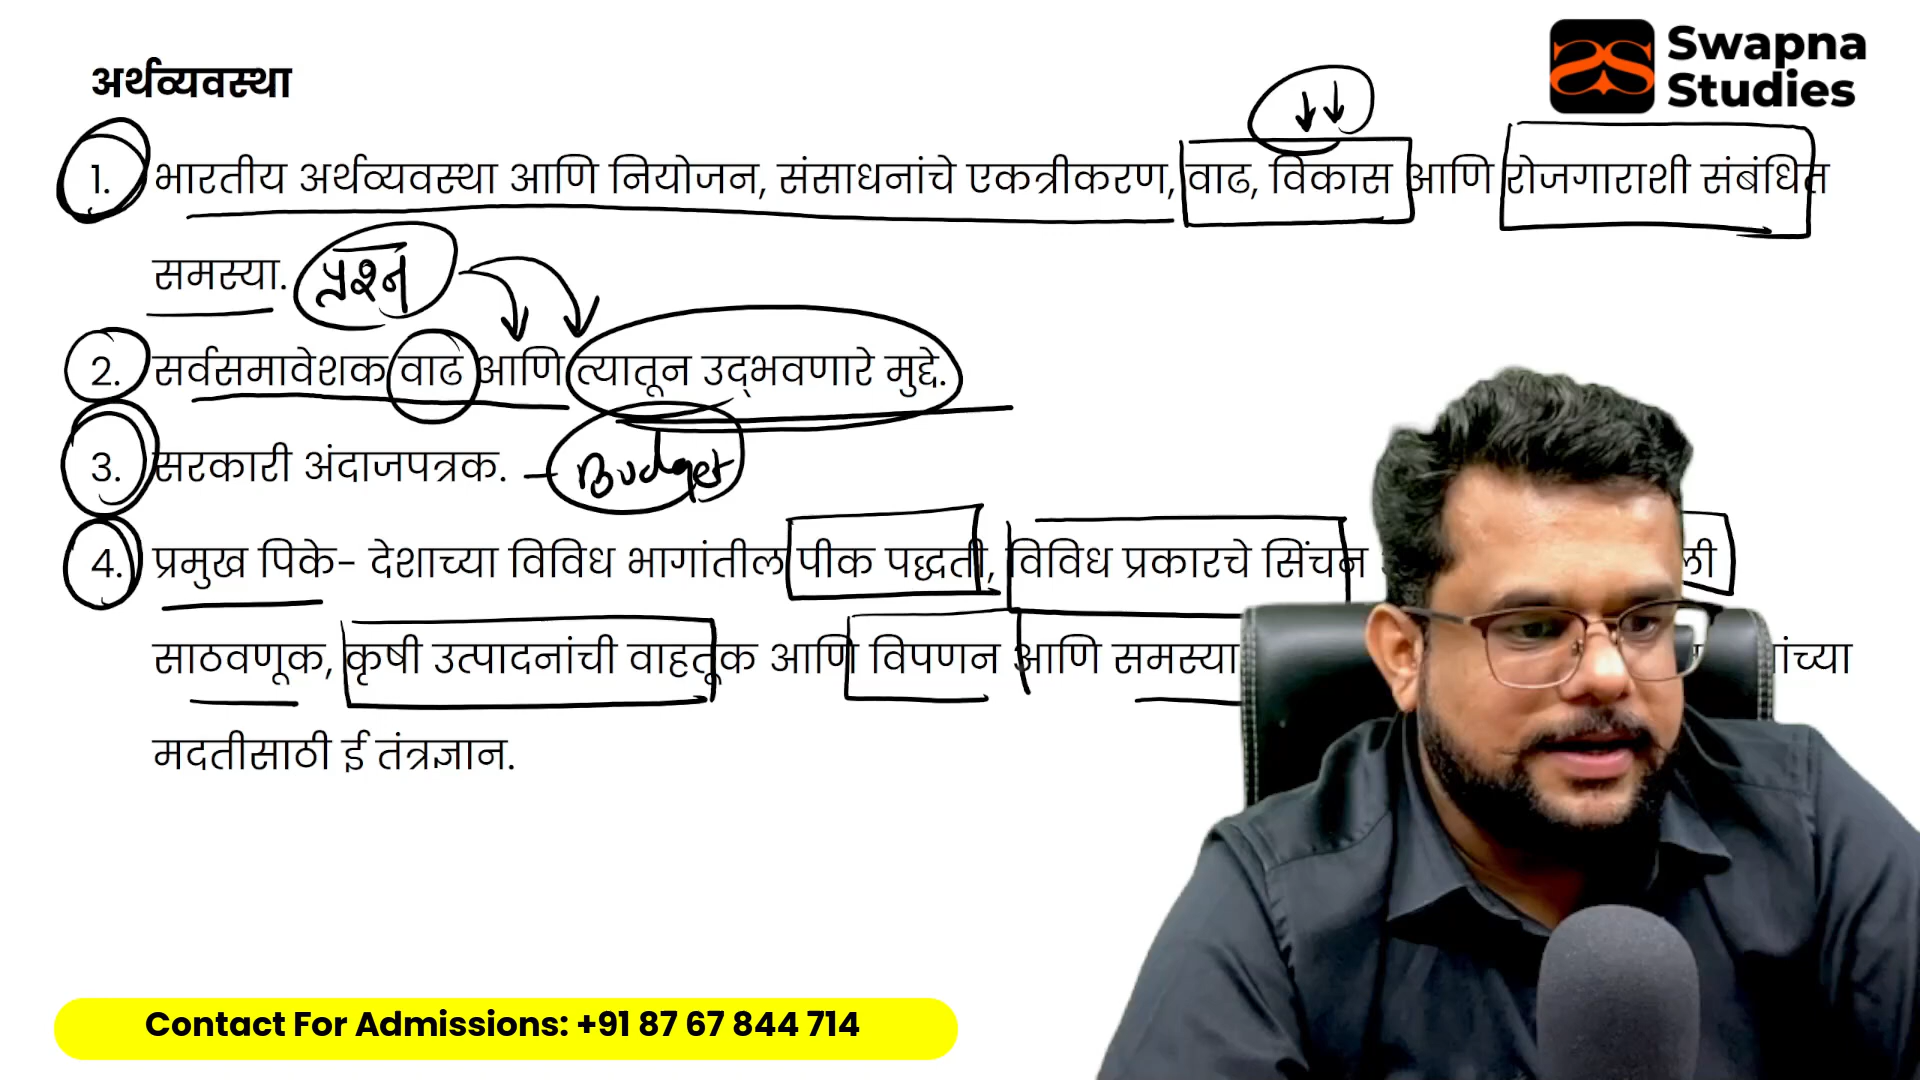 Swapna
Studies
अर्थव्यवस्था
1. भारतीय अर्थव्यवस्था आणि नियोजन, संसाधनांचे एकत्रीकरण, वाढ, विकास आणि रोजगाराशी संबंधित
समस्या. प्रश्न
2. सर्वसमावेशक वाढ आणि त्यातून उद्‌भवणारे मुद्दे.
3. सरकारी अंदाजपत्रक. - Budget
4. प्रमुख पिके- देशाच्या विविध भागांतील पीक पद्धती, विविध प्रकारचे सिंचन
साठवणूक, कृषी उत्पादनांची वाहतूक आणि विपणन आणि समस्या
मदतीसाठी ई तंत्रज्ञान.
Contact For Admissions: +91 87 67 844 714